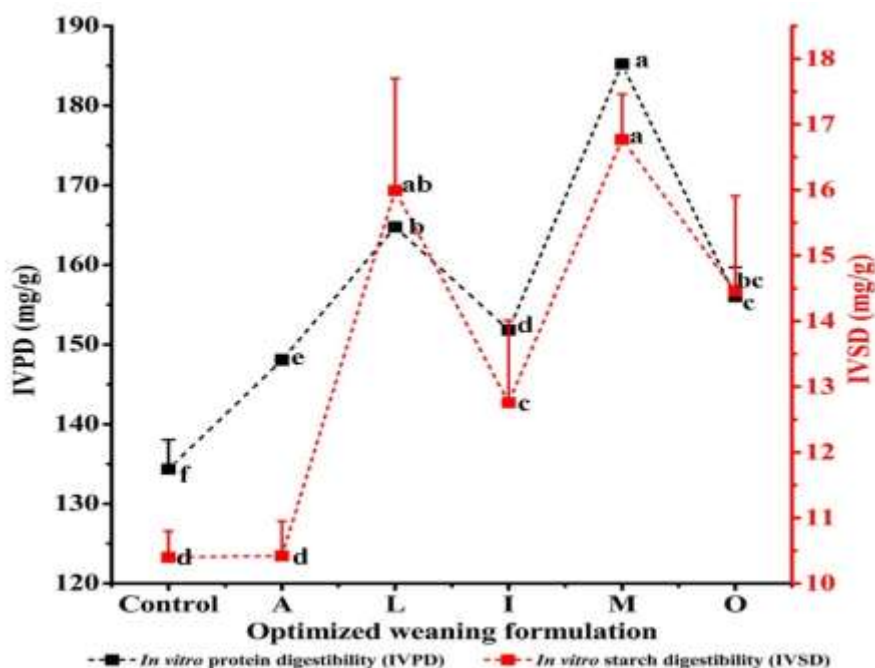 190
180
170
160
150
140
130
120
IVPD (mg/g)
18
17
16
15
14
13
12
11
10
IVSD (mg/g)
a
a
ab
b
bc
c
d
c
e
f
d
d
Control A L I M O
Optimized weaning formulation
In vitro protein digestibility (IVPD) In vitro starch digestibility (IVSD)